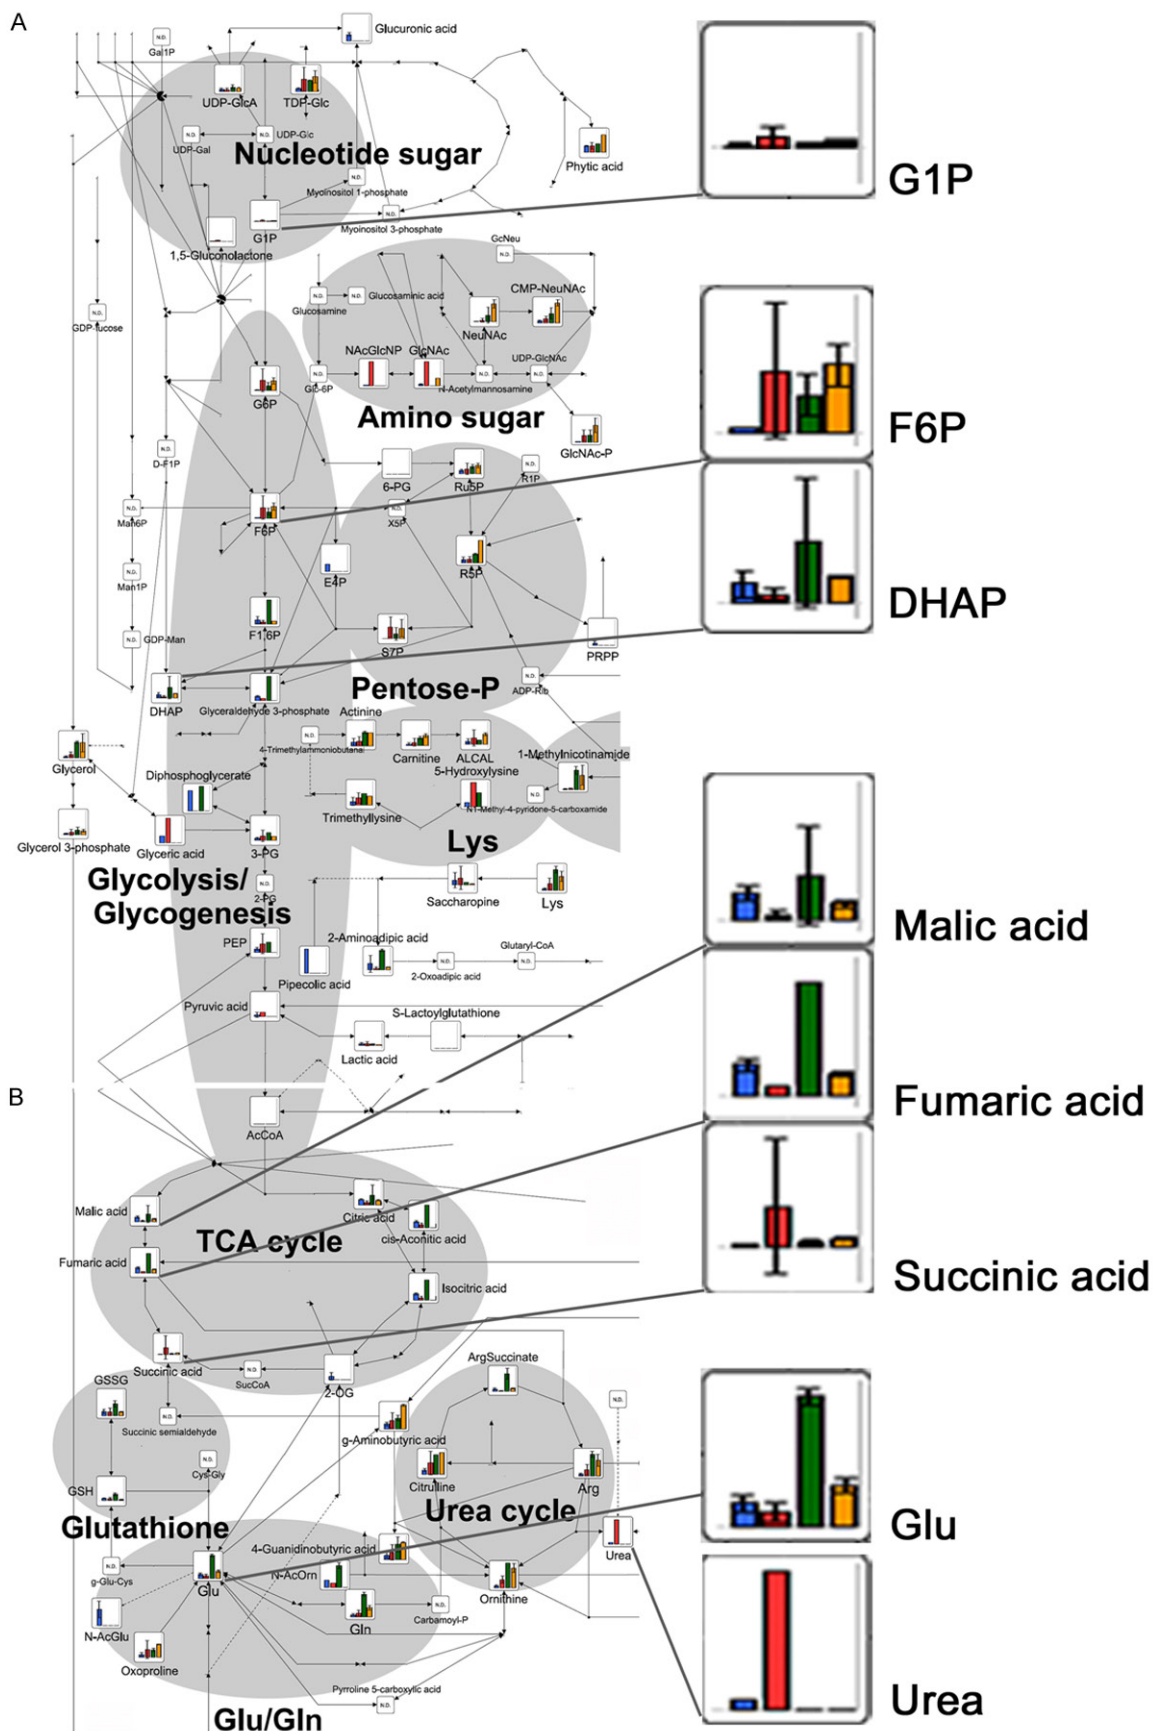 A
Gal1P
N.D.
Glucuronic acid
UDP-GlcA
TDP-Glc
N.D.
UDP-Gal
N.D.
UDP-Glc
Nucleotide sugar
Phytic acid
N.D.
Myoinositol 1-phosphate
G1P
N.D.
Myoinositol 3-phosphate
G1P
1,5-Gluconolactone
GcNeu
N.D.
N.D.
Glucosamine
N.D.
Glucosaminic acid
CMP-NeuNAc
NeuNAc
N.D.
GDP-fucose
NAcGlcNP
GlcNAc
UDP-GlcNAc
N.D.
Glc-6P
N.D.
N-Acetylmannosamine
N.D.
G6P
Amino sugar
F6P
GlcNAc-P
N.D.
D-F1P
6-PG
Ru5P
N.D.
R1P
N.D.
Man6P
F6P
N.D.
X5P
E4P
R5P
N.D.
Man1P
DHAP
F1,6P
N.D.
GDP-Man
S7P
PRPP
Pentose-P
N.D.
ADP-Rib
DHAP
Glyceraldehyde 3-phosphate
Actinine
N.D.
4-Trimethylammoniobutanal
Carnitine
ALCAL
5-Hydroxylysine
1-Methylnicotinamide
Glycerol
Diphosphoglycerate
Trimethyllysine
N.D.
N1-Methyl-4-pyridone-5-carboxamide
Glycerol 3-phosphate
Glyceric acid
3-PG
Lys
Glycolysis/
Glycogenesis
N.D.
2-PG
Saccharopine
Lys
Malic acid
PEP
2-Aminoadipic acid
Pipecolic acid
N.D.
2-Oxoadipic acid
Glutaryl-CoA
N.D.
Pyruvic acid
S-Lactoylglutathione
Lactic acid
B
Fumaric acid
AcCoA
Malic acid
Citric acid
cis-Aconitic acid
TCA cycle
Fumaric acid
Succinic acid
Isocitric acid
Succinic acid
N.D.
SucCoA
2-OG
ArgSuccinate
GSSG
N.D.
N.D.
Succinic semialdehyde
g-Aminobutyric acid
N.D.
Cys-Gly
GSH
Citrulline
Arg
Urea cycle
Glutathione
Glu
4-Guanidinobutyric acid
Urea
N.D.
g-Glu-Cys
Glu
N-AcOrn
Ornithine
N-AcGlu
Gln
N.D.
Carbamoyl-P
Oxoproline
Pyrroline 5-carboxylic acid
N.D.
Urea
Glu/Gln